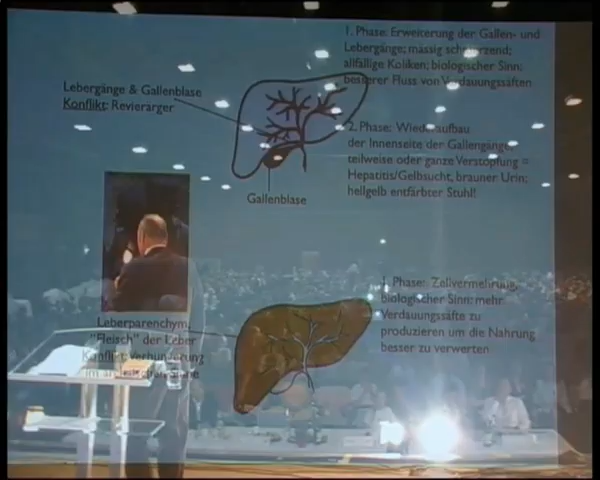 1. Phase: Erweiterung der Gallen- und
Lebergänge; mässig schmerzend;
allfällige Koliken; biologischer Sinn:
besserer Fluss von Verdauungssäften
Lebergänge & Gallenblase
Konflikt: Revierärger
2. Phase: Wiederaufbau
der Innenseite der Gallengänge,
teilweise oder ganze Verstopfung =
Hepatitis/Gelbsucht, brauner Urin;
hellgelb entfärbter Stuhl!
Gallenblase
1. Phase: Zellvermehrung,
biologischer Sinn: mehr
Verdauungssäfte zu
produzieren um die Nahrung
besser zu verwerten
Leberparenchym,
"Fleisch" der Leber
Konflikt: Verhungerung
im